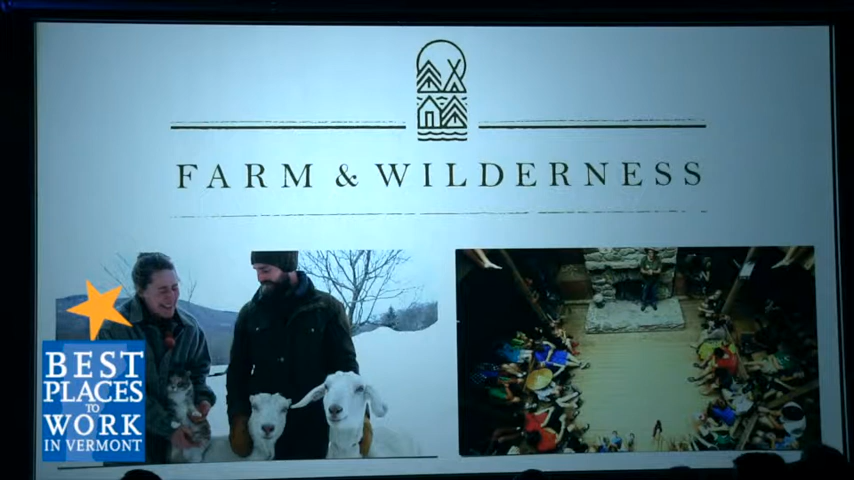 FARM & WILDERNESS
BEST
PLACES
TO
WORK
IN VERMONT